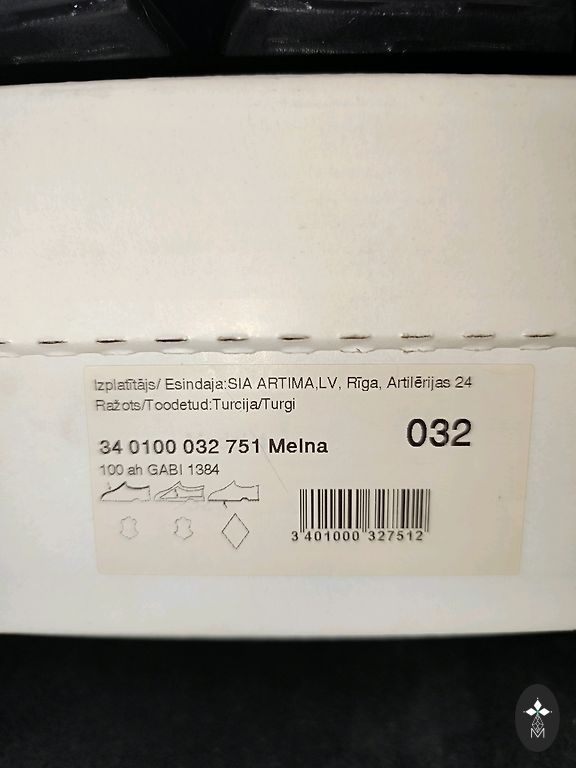 Izplatītājs/ Esindaja:SIA ARTIMA,LV, Rīga, Artilērijas 24
Ražots/Toodetud:Turcija/Turgi
032
34 0100 032 751 Melna
100 ah GABI 1384
3 401000 327512
M